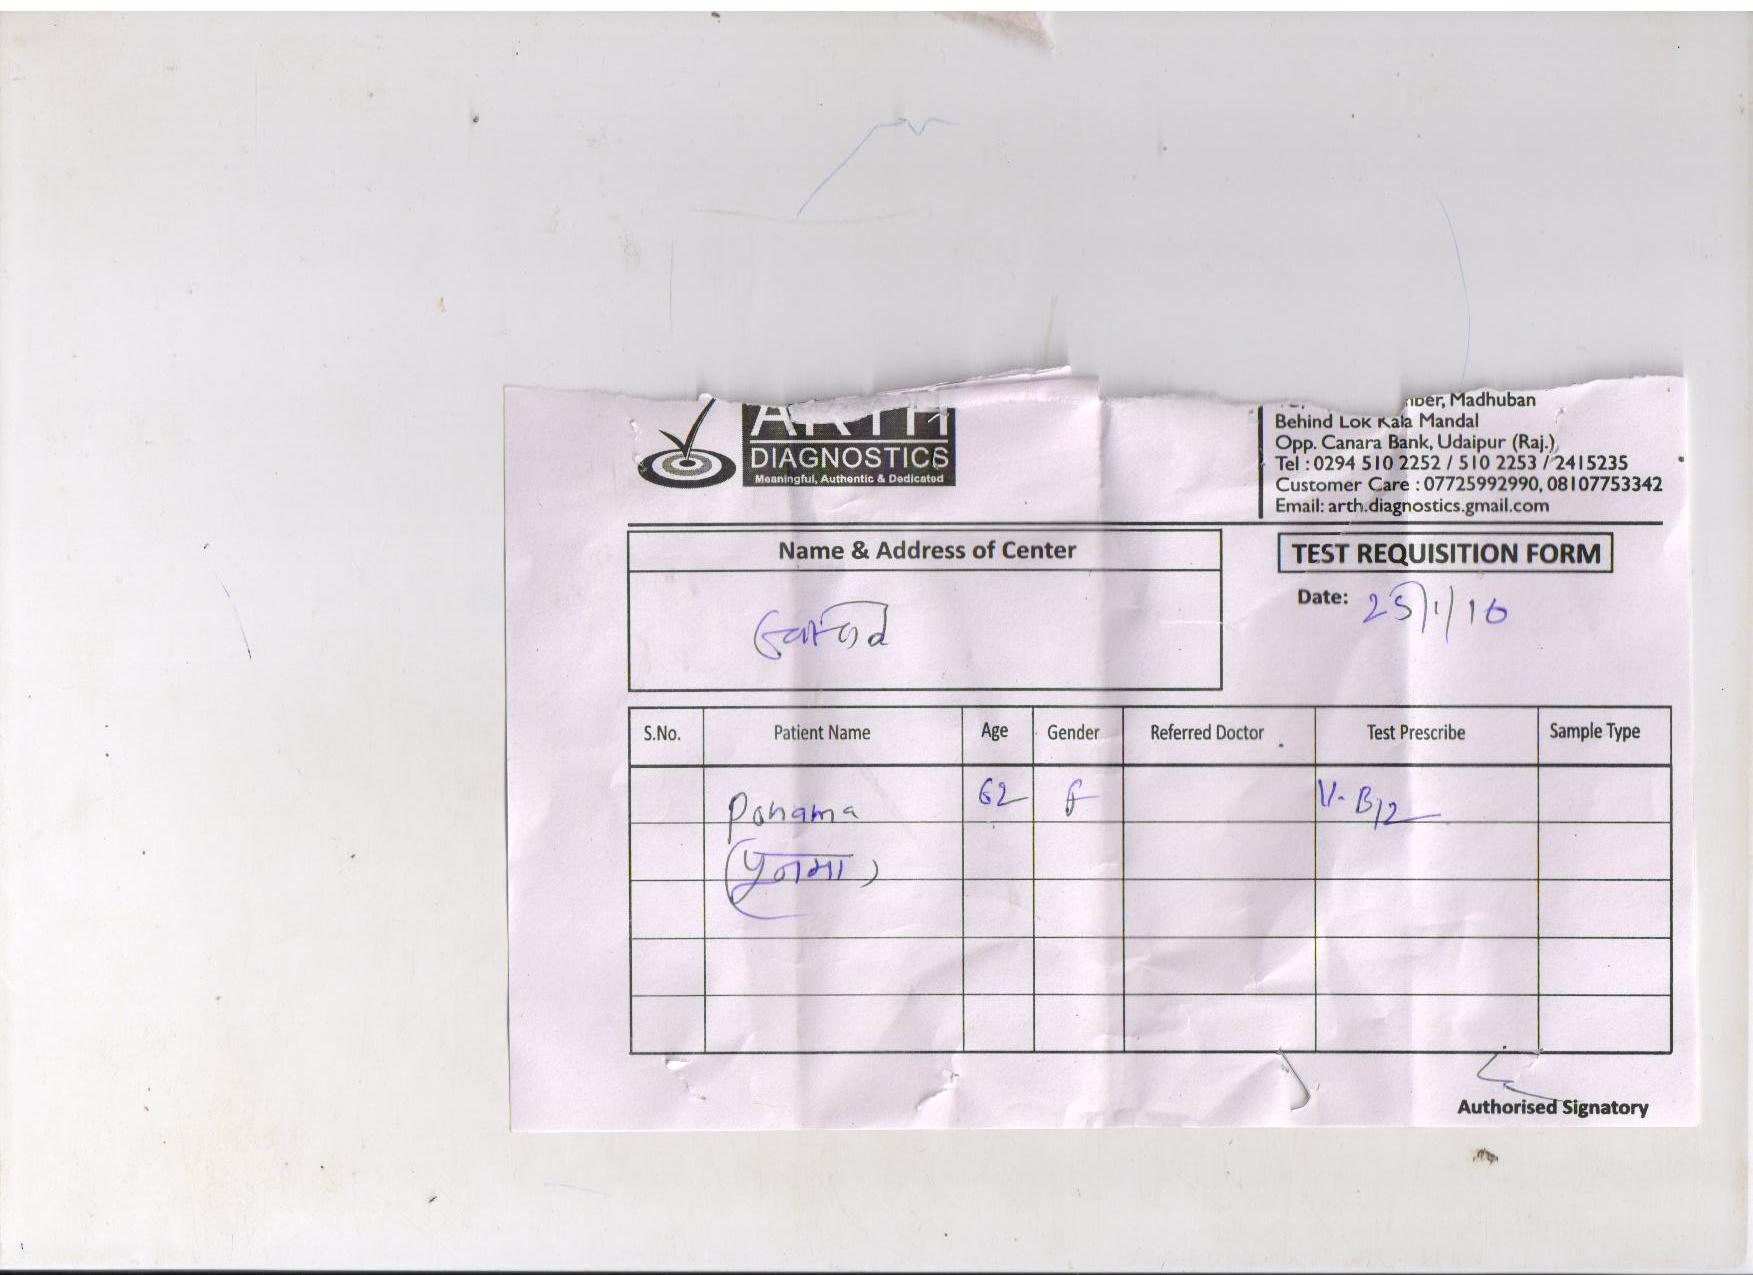 ARTH
DIAGNOSTICS
Meaningful, Authentic & Dedicated
Madhuban
Behind Lok Kala Mandal
Opp. Canara Bank, Udaipur (Raj.)
Tel : 0294 510 2252 / 510 2253 / 2415235
Customer Care : 07725992990, 08107753342
Email: arth.diagnostics.gmail.com
Name & Address of Center
TEST REQUISITION FORM
Date: 25/1/16
S.No. Patient Name Age Gender Referred Doctor Test Prescribe Sample Type
62 F V- B12
(पुनमा)
Authorised Signatory